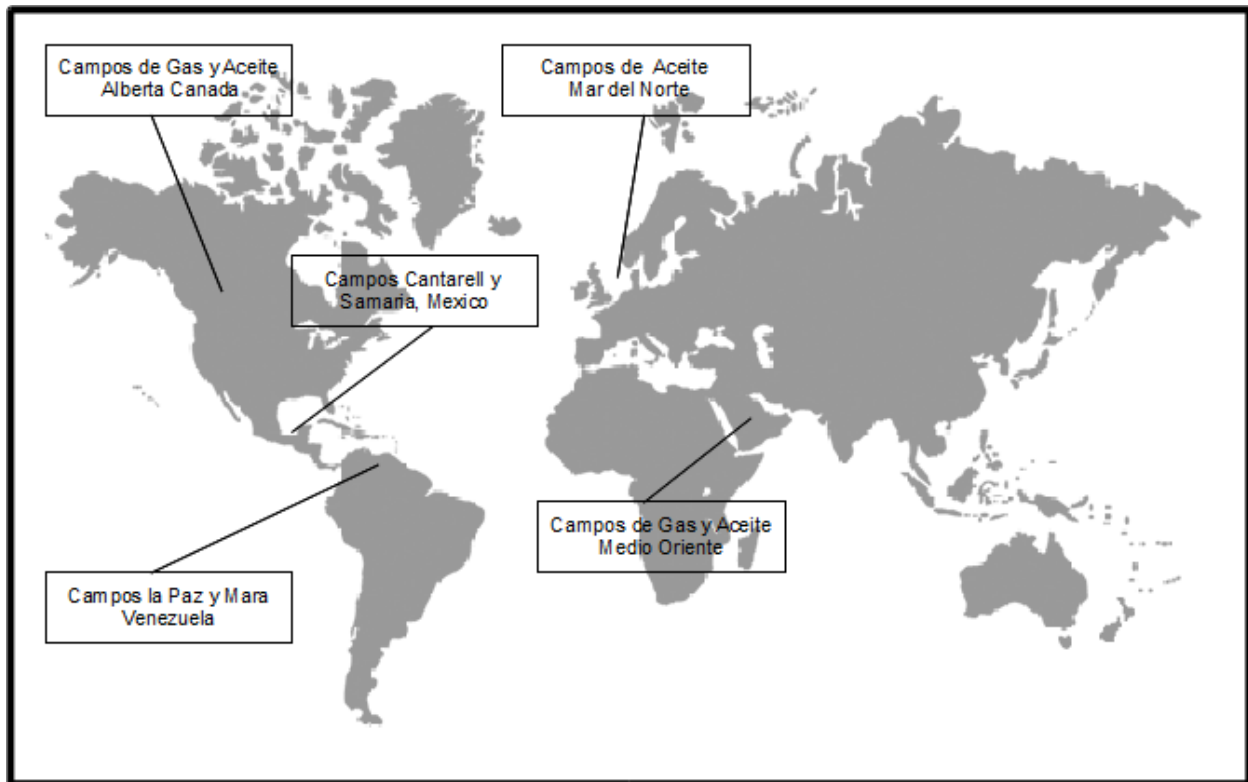 Campos de Gas y Aceite
Alberta Canada
Campos de Aceite
Mar del Norte
Campos Cantarell y
Samaria, Mexico
Campos de Gas y Aceite
Medio Oriente
Campos la Paz y Mara
Venezuela